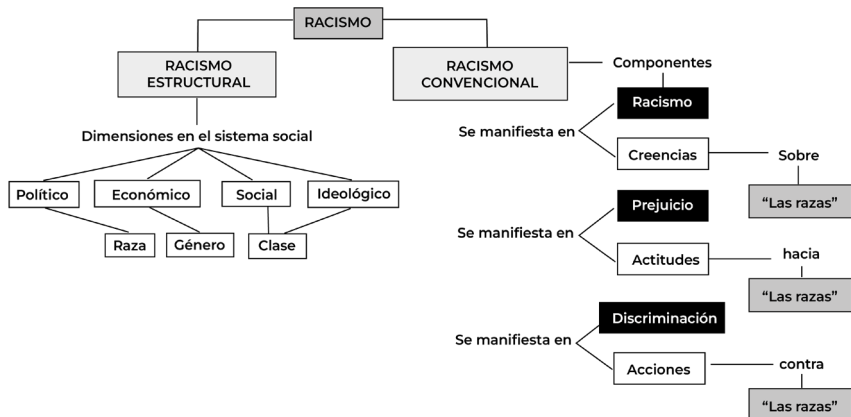 RACISMO
RACISMO
ESTRUCTURAL
Dimensiones en el sistema social
Político
Económico
Social
Ideológico
Raza
Género
Clase
RACISMO
CONVENCIONAL
Componentes
Racismo
Se manifiesta en
Creencias
Sobre
“Las razas”
Prejuicio
Se manifiesta en
Actitudes
hacia
“Las razas”
Discriminación
Se manifiesta en
Acciones
contra
“Las razas”